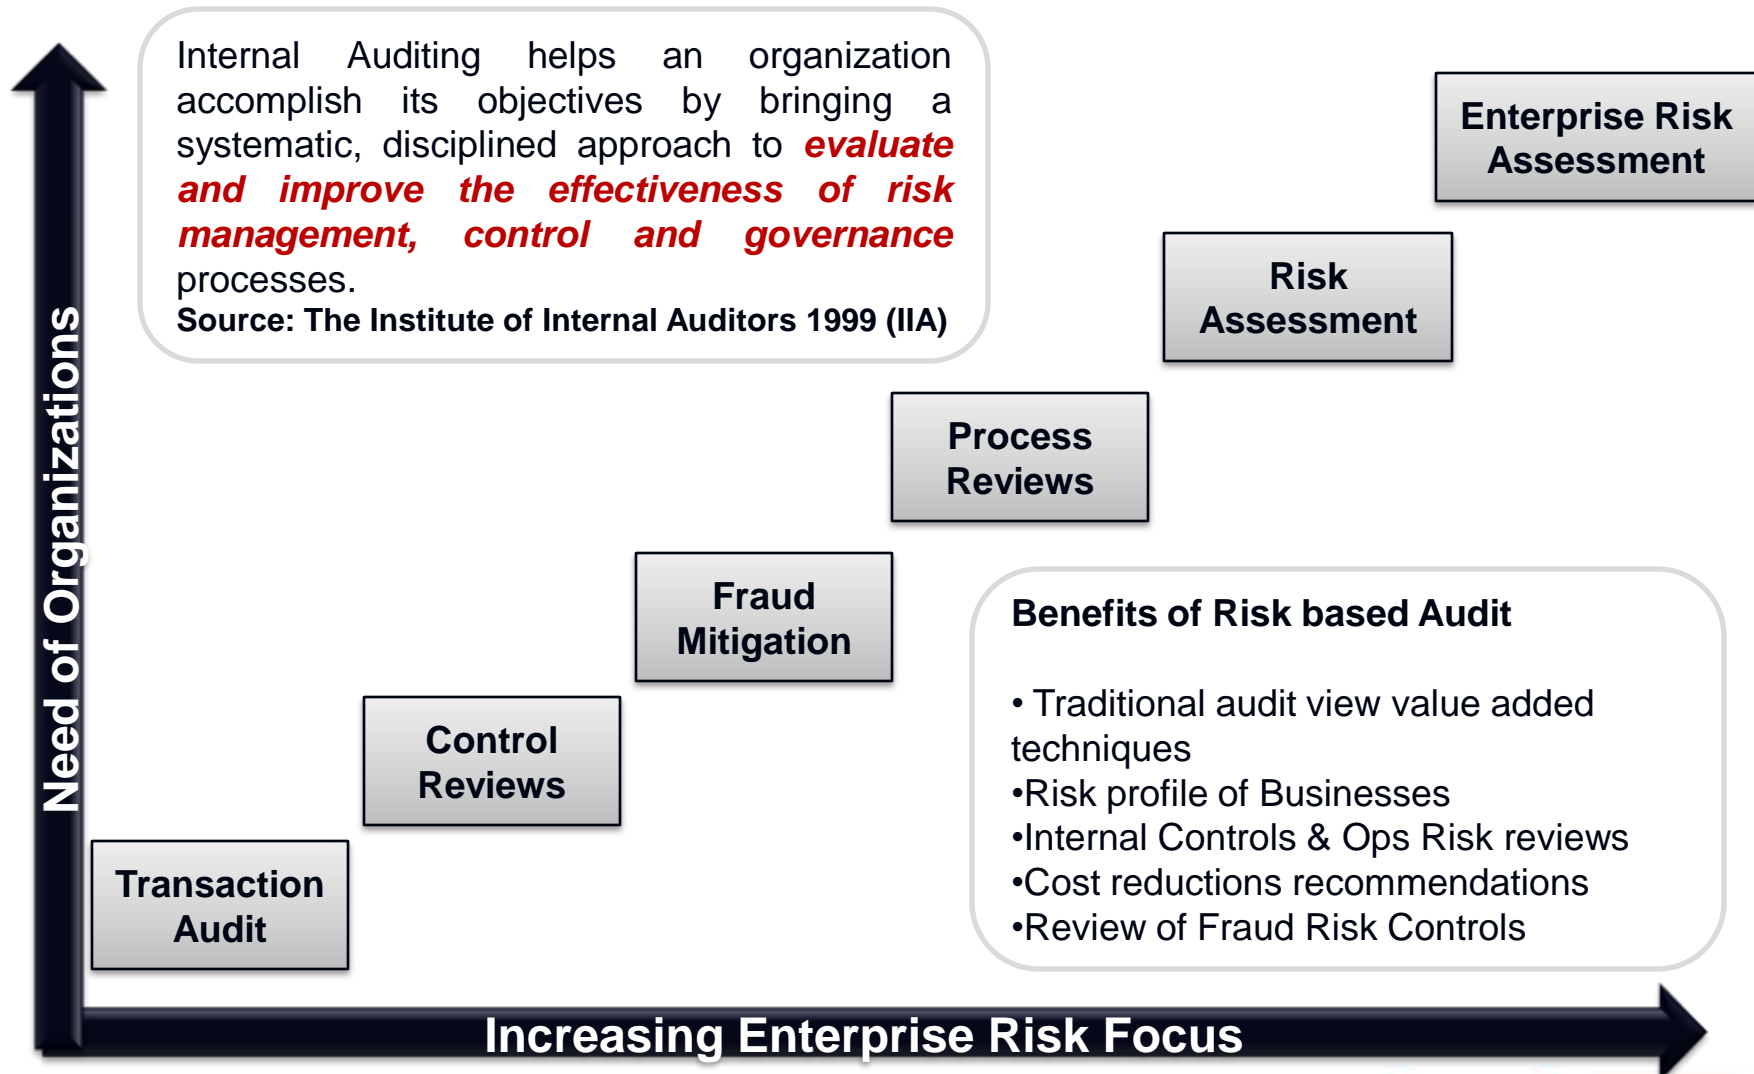 Internal Auditing helps an organization
accomplish its objectives by bringing a
systematic, disciplined approach to evaluate
and improve the effectiveness of risk
management, control and governance
processes.
Source: The Institute of Internal Auditors 1999 (IIA)
Enterprise Risk
Assessment
Risk
Assessment
Process
Reviews
Fraud
Mitigation
Control
Reviews
Transaction
Audit
Benefits of Risk based Audit
• Traditional audit view value added
techniques
•Risk profile of Businesses
•Internal Controls & Ops Risk reviews
•Cost reductions recommendations
•Review of Fraud Risk Controls
Need of Organizations
Increasing Enterprise Risk Focus